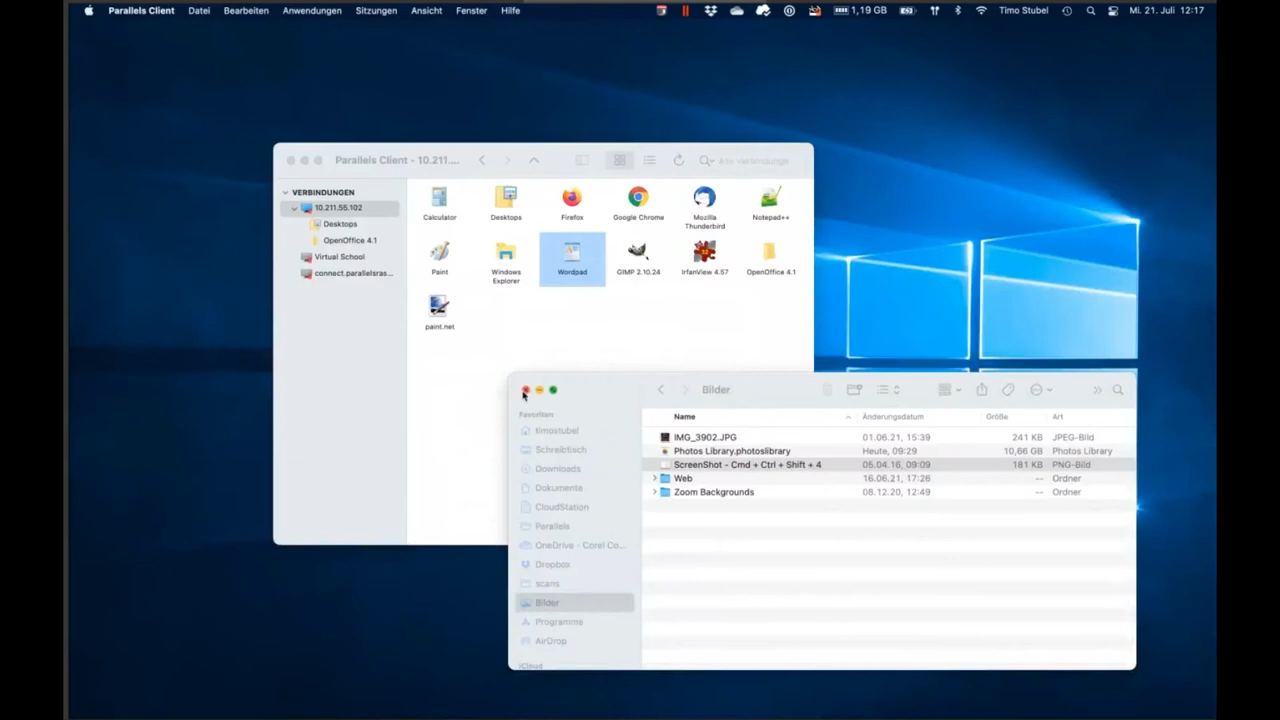 Parallels Client Datei Bearbeiten Anwendungen Sitzungen Ansicht Fenster Hilfe 1,19 GB Timo Stubel Mi. 21. Juli 12:17
Parallels Client - 10.211.... Alle Verbindunge
VERBINDUNGEN
10.211.55.102
Desktops
OpenOffice 4.1
Virtual School
connect.parallelsras...
Calculator Desktops Firefox Google Chrome Mozilla Thunderbird Notepad++
Paint Windows Explorer Wordpad GIMP 2.10.24 IrfanView 4.57 OpenOffice 4.1
paint.net
Bilder
Favoriten
timostubel
Schreibtisch
Downloads
Dokumente
CloudStation
Parallels
OneDrive - Corel Co...
Dropbox
scans
Bilder
Programme
AirDrop
iCloud
Name Änderungsdatum Größe Art
IMG_3902.JPG 01.06.21, 15:39 241 KB JPEG-Bild
Photos Library.photoslibrary Heute, 09:29 10,66 GB Photos Library
ScreenShot - Cmd + Ctrl + Shift + 4 05.04.16, 09:09 181 KB PNG-Bild
Web 16.06.21, 17:26 -- Ordner
Zoom Backgrounds 08.12.20, 12:49 -- Ordner